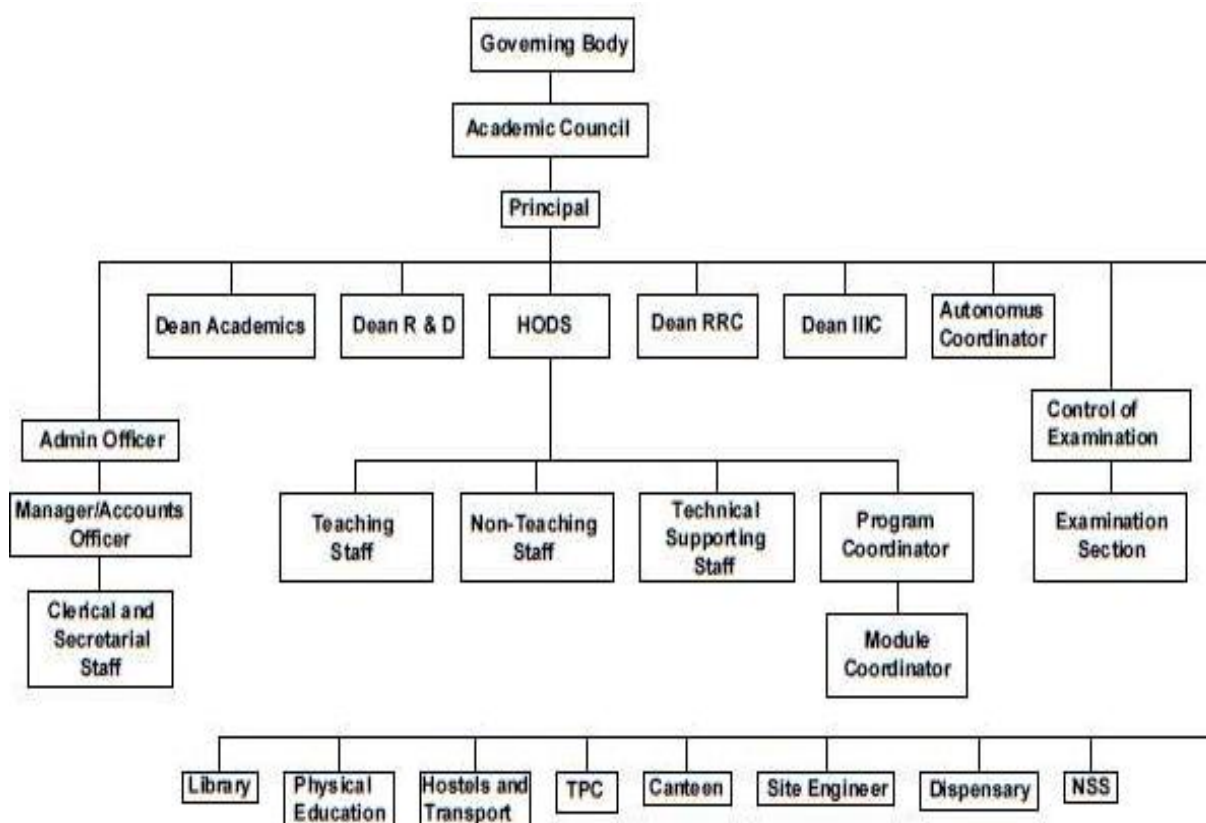 Governing Body
Academic Council
Principal
Dean Academics
Dean R & D
HODS
Dean RRC
Dean IIIC
Autonomus
Coordinator
Admin Officer
Control of
Examination
Manager/Accounts
Officer
Teaching
Staff
Non-Teaching
Staff
Technical
Supporting
Staff
Program
Coordinator
Examination
Section
Clerical and
Secretarial
Staff
Module
Coordinator
Library
Physical
Education
Hostels and
Transport
TPC
Canteen
Site Engineer
Dispensary
NSS